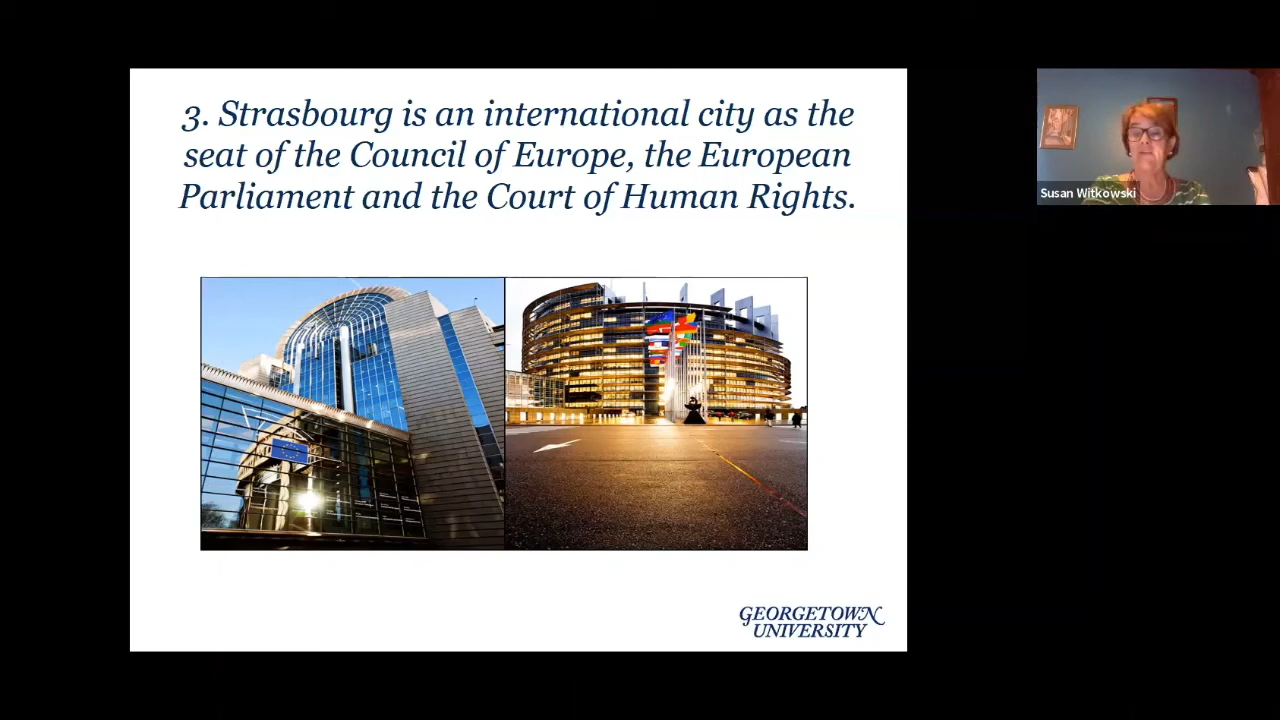 3. Strasbourg is an international city as the
seat of the Council of Europe, the European
Parliament and the Court of Human Rights.
Susan Witkowski
GEORGETOWN
UNIVERSITY